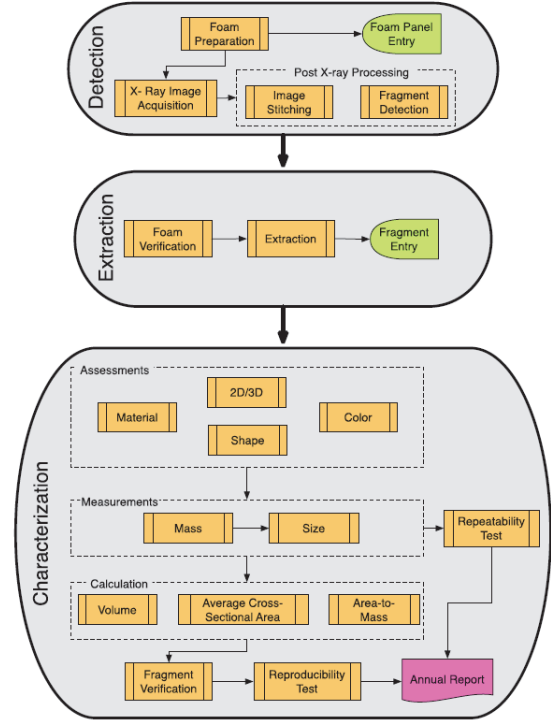 Detection
Foam
Preparation
Foam Panel
Entry
X- Ray Image
Acquisition
Post X-ray Processing
Image
Stitching
Fragment
Detection
Extraction
Foam
Verification
Extraction
Fragment
Entry
Characterization
Assessments
2D/3D
Material
Color
Shape
Measurements
Mass
Size
Repeatability
Test
Calculation
Volume
Average Cross-
Sectional Area
Area-to-
Mass
Fragment
Verification
Reproducibility
Test
Annual Report